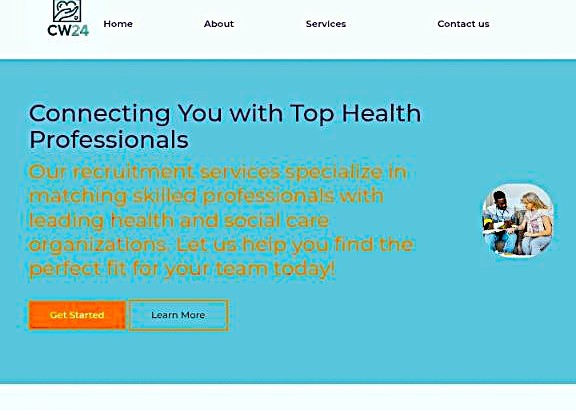 CW24
Home
About
Services
Contact us
Connecting You with Top Health
Professionals
Our recruitment services specialize in
matching skilled professionals with
leading health and social care
organizations. Let us help you find the
perfect fit for your team today!
Get Started
Learn More